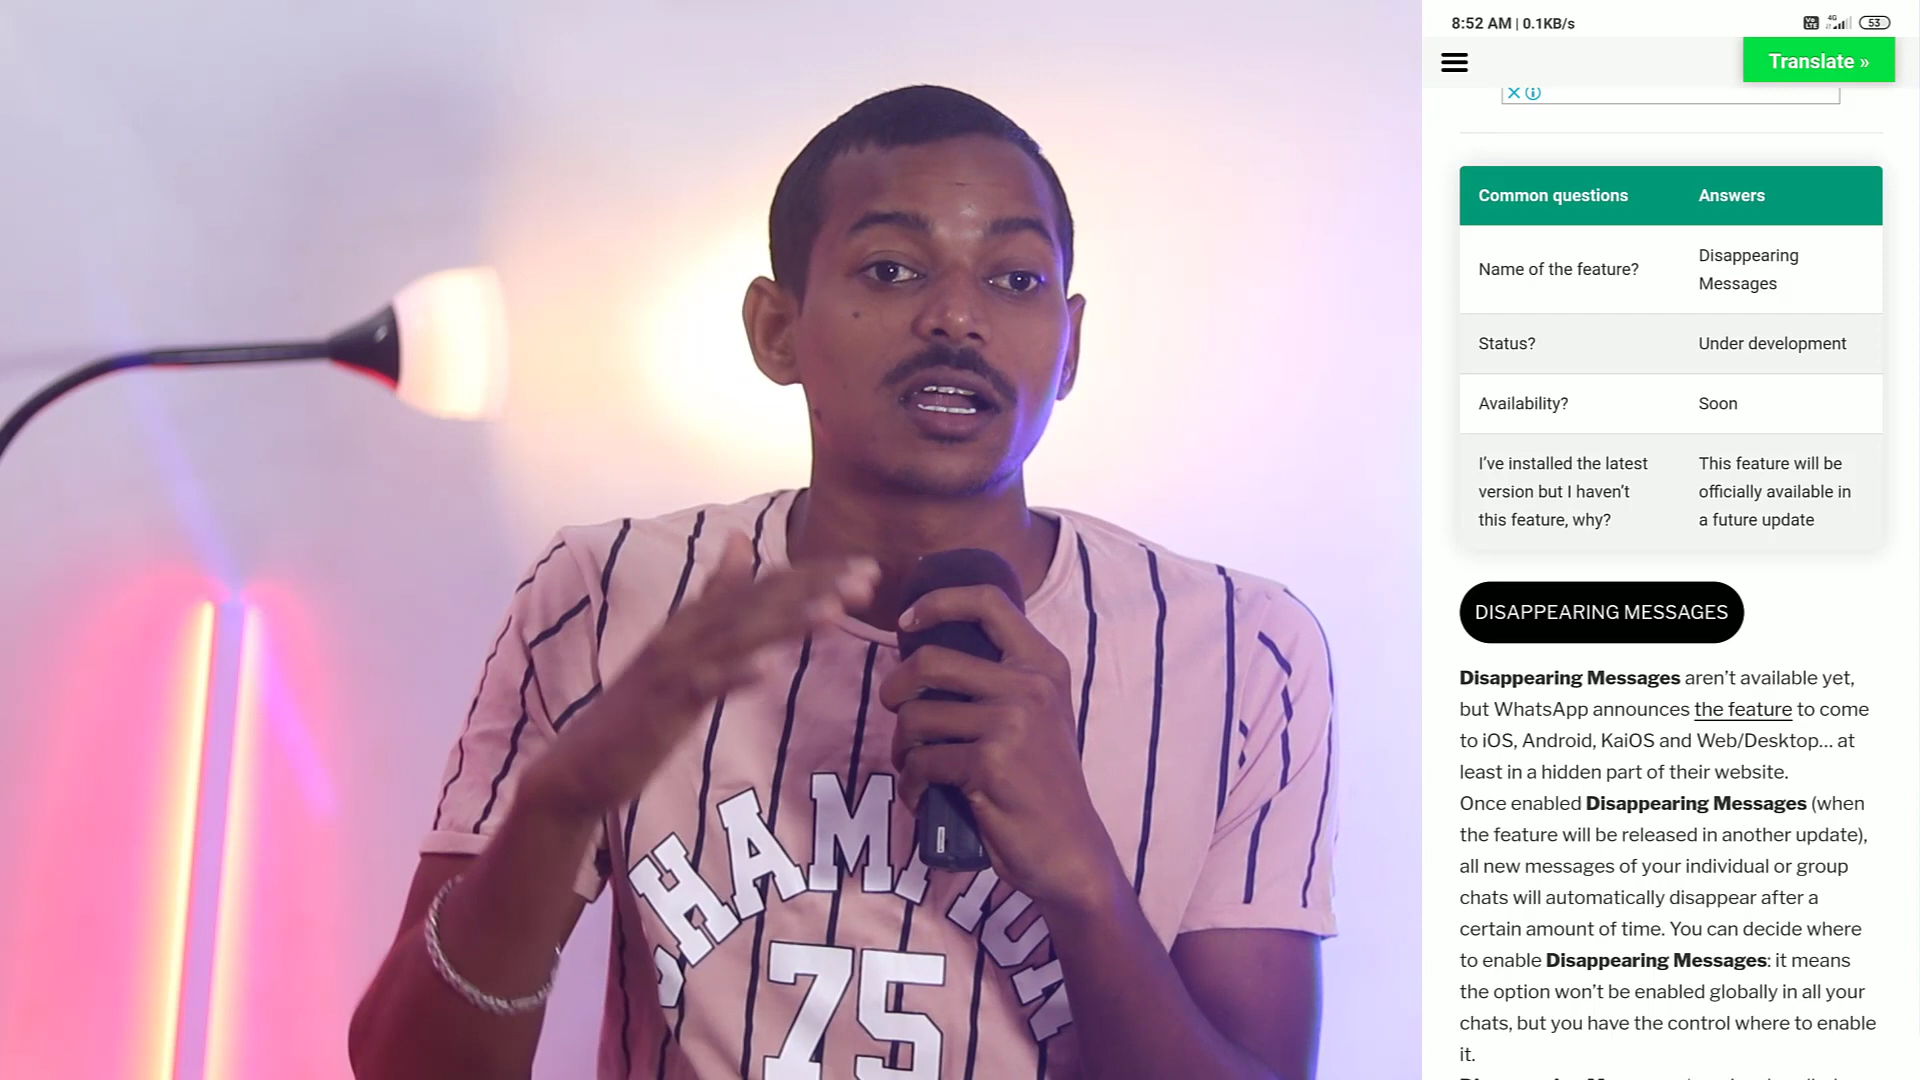 CHAMPION
75
8:52 AM | 0.1KB/s
Vo LTE 4G 53
Translate »
Common questions Answers
Name of the feature? Disappearing
Messages
Status? Under development
Availability? Soon
I’ve installed the latest This feature will be
version but I haven’t officially available in
this feature, why? a future update
DISAPPEARING MESSAGES
Disappearing Messages aren’t available yet,
but WhatsApp announces the feature to come
to iOS, Android, KaiOS and Web/Desktop… at
least in a hidden part of their website.
Once enabled Disappearing Messages (when
the feature will be released in another update),
all new messages of your individual or group
chats will automatically disappear after a
certain amount of time. You can decide where
to enable Disappearing Messages: it means
the option won’t be enabled globally in all your
chats, but you have the control where to enable
it.